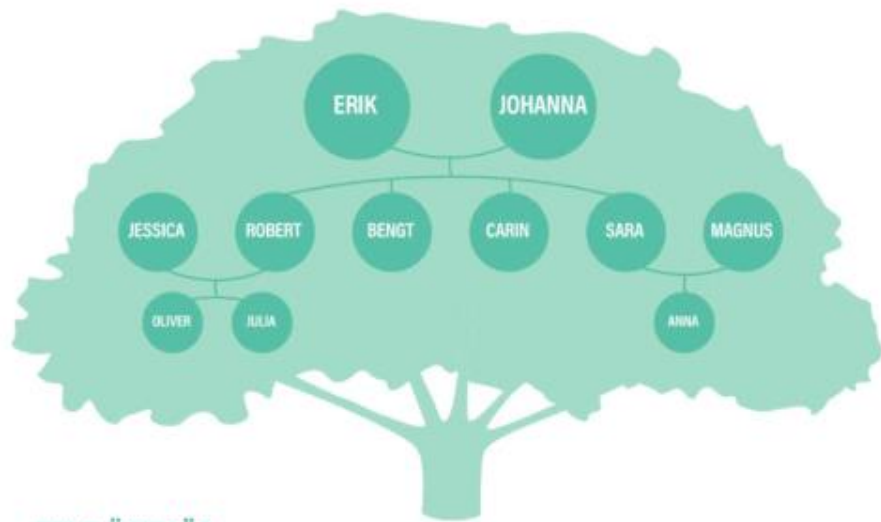 ERIK JOHANNA
JESSICA ROBERT BENGT CARIN SARA MAGNUS
OLIVER JULIA ANNA